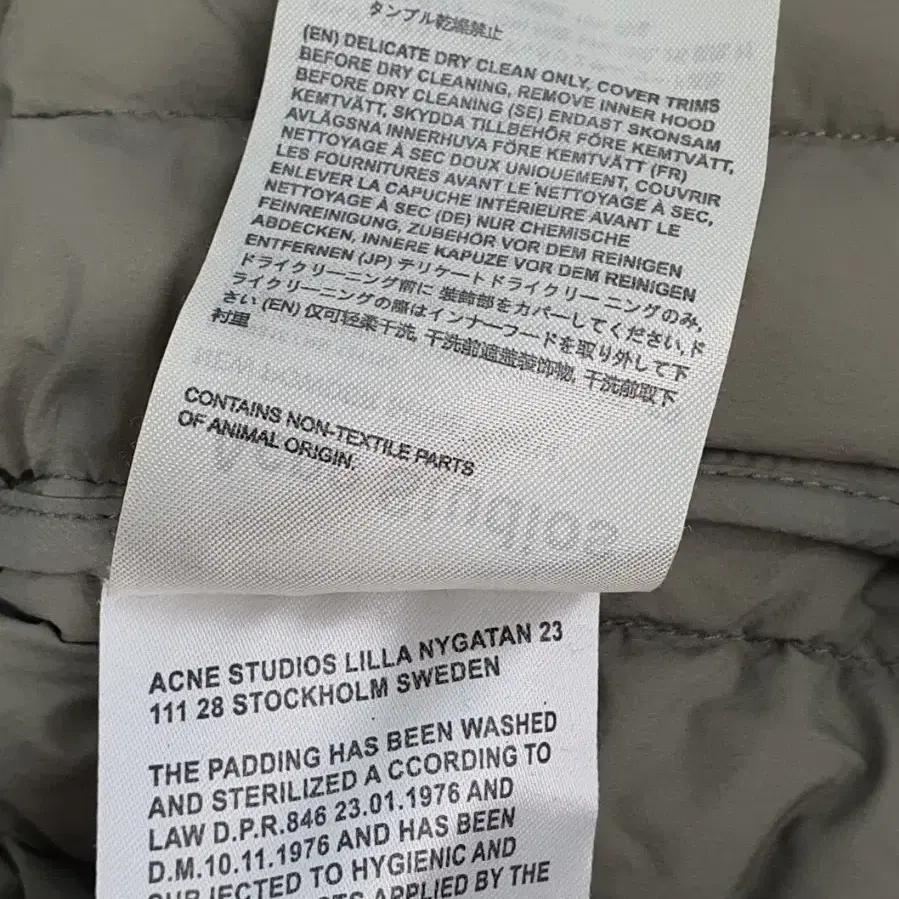 タンブル乾燥禁止
(EN) DELICATE DRY CLEAN ONLY, COVER TRIMS
BEFORE DRY CLEANING, REMOVE INNER HOOD
BEFORE DRY CLEANING (SE) ENDAST SKONSAM
KEMTVÄTT, SKYDDA TILLBEHÖR FÖRE KEMTVÄTT,
AVLÄGSNA INNERHUVA FÖRE KEMTVÄTT (FR)
NETTOYAGE À SEC DOUX UNIQUEMENT, COUVRIR
LES FOURNITURES AVANT LE NETTOYAGE À SEC,
ENLEVER LA CAPUCHE INTÉRIEURE AVANT LE
NETTOYAGE À SEC (DE) NUR CHEMISCHE
FEINREINIGUNG, ZUBEHÖR VOR DEM REINIGEN
ABDECKEN, INNERE KAPUZE VOR DEM REINIGEN
ENTFERNEN (JP) デリケートドライクリーニングのみ,
ドライクリーニング前に 装飾部をカバーしてください, ド
ライクリーニングの際はインナーフードを取り外して下
さい (EN) 仅可轻柔干洗, 干洗前遮盖装饰物, 干洗前取下
衬里
CONTAINS NON-TEXTILE PARTS
OF ANIMAL ORIGIN.
ACNE STUDIOS LILLA NYGATAN 23
111 28 STOCKHOLM SWEDEN
THE PADDING HAS BEEN WASHED
AND STERILIZED A CCORDING TO
LAW D.P.R.846 23.01.1976 AND
D.M.10.11.1976 AND HAS BEEN
SUBJECTED TO HYGIENIC AND
APPLIED BY THE